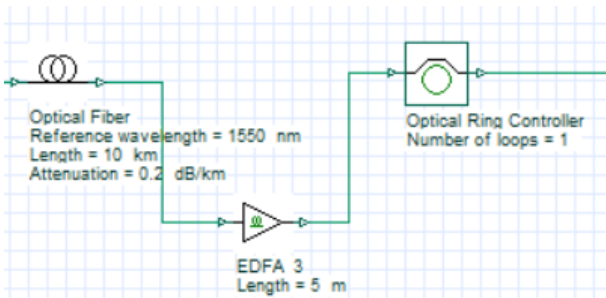 Optical Fiber
Reference wavelength = 1550 nm
Length = 10 km
Attenuation = 0.2 dB/km
Optical Ring Controller
Number of loops = 1
EDFA 3
Length = 5 m